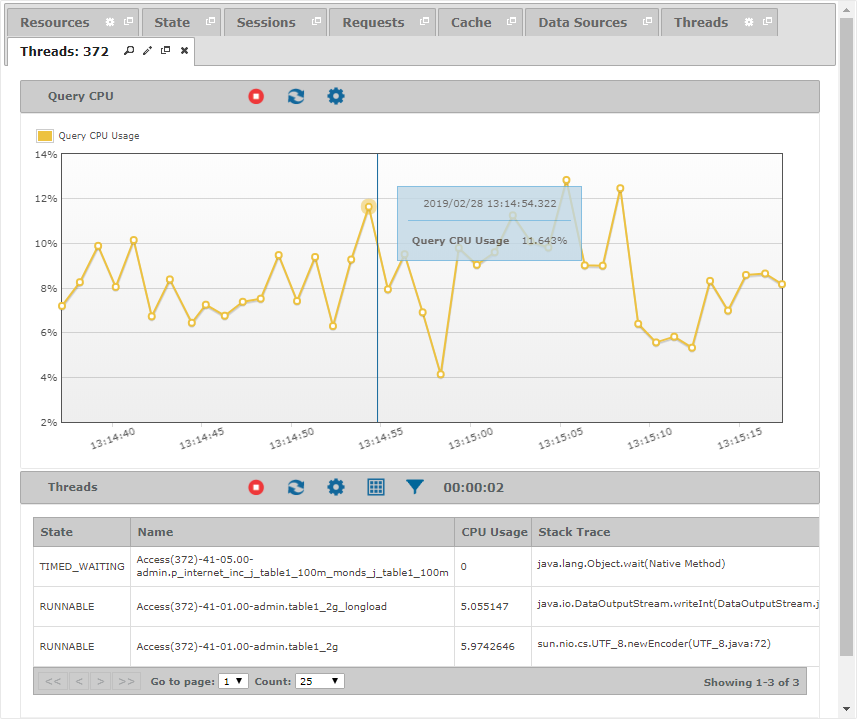 Resources State Sessions Requests Cache Data Sources Threads
Threads: 372
Query CPU
Query CPU Usage
14%
12%
10%
8%
6%
4%
2%
2019/02/28 13:14:54.322
Query CPU Usage 11.643%
13:14:40 13:14:45 13:14:50 13:14:55 13:15:00 13:15:05 13:15:10 13:15:15
Threads 00:00:02
State Name CPU Usage Stack Trace
TIMED_WAITING Access(372)-41-05.00-
admin.p_internet_inc_j_table1_100m_monds_j_table1_100m 0 java.lang.Object.wait(Native Method)
RUNNABLE Access(372)-41-01.00-admin.table1_2g_longload 5.055147 java.io.DataOutputStream.writeInt(DataOutputStream.j
RUNNABLE Access(372)-41-01.00-admin.table1_2g 5.9742646 sun.nio.cs.UTF_8.newEncoder(UTF_8.java:72)
<< < > >> Go to page: 1 Count: 25 Showing 1-3 of 3